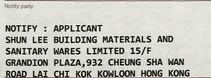 Notify party
NOTIFY : APPLICANT
SHUN LEE BUILDING MATERIALS AND
SANITARY WARES LIMITED 15/F
GRANDION PLAZA,932 CHEUNG SHA WAN
ROAD LAI CHI KOK KOWLOON HONG KONG